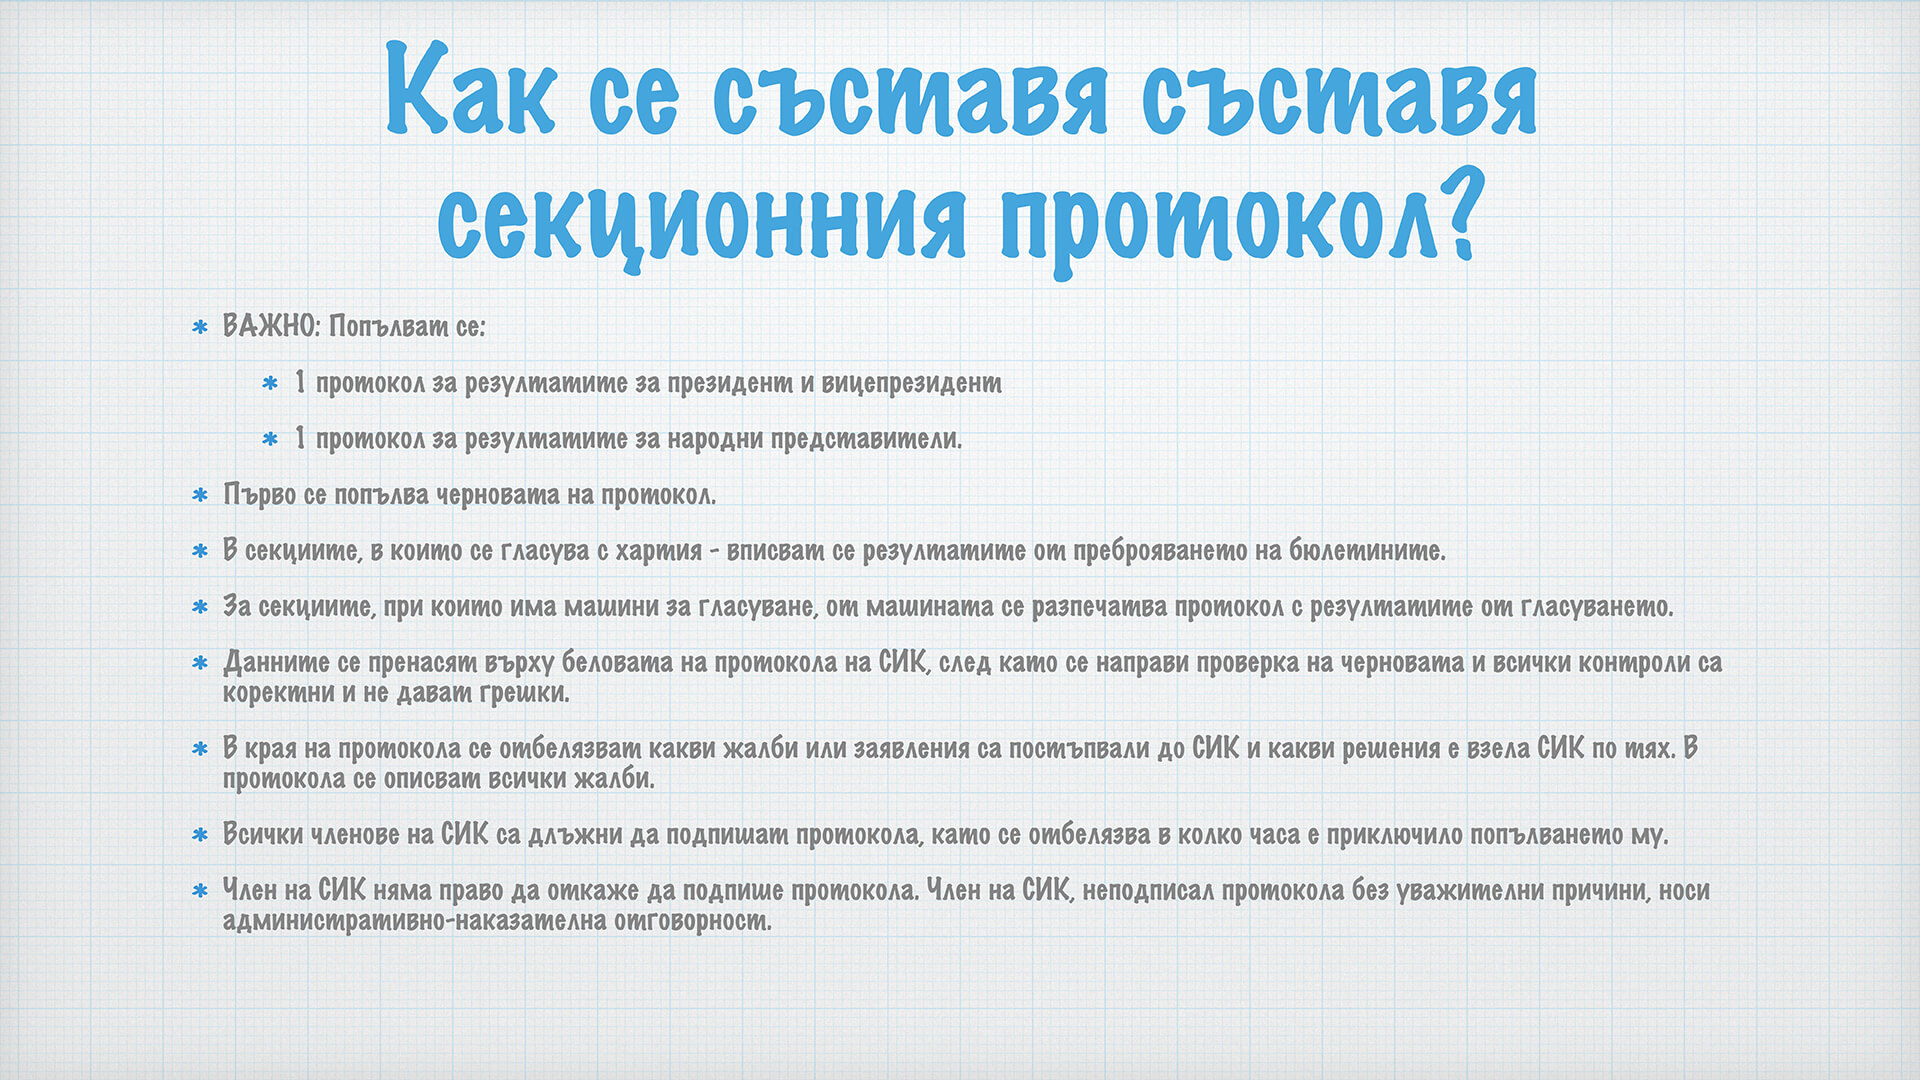 Как се съставя съставя
секционния протокол?
* ВАЖНО: Попълват се:
* 1 протокол за резултатите за президент и вицепрезидент
* 1 протокол за резултатите за народни представители.
* Първо се попълва черновата на протокол.
* В секциите, в които се гласува с хартия - вписват се резултатите от преброяването на бюлетините.
* За секциите, при които има машини за гласуване, от машината се разпечатва протокол с резултатите от гласуването.
* Данните се пренасят върху беловата на протокола на СИК, след като се направи проверка на черновата и всички контроли са
коректни и не дават грешки.
* В края на протокола се отбелязват какви жалби или заявления са постъпвали до СИК и какви решения е взела СИК по тях. В
протокола се описват всички жалби.
* Всички членове на СИК са длъжни да подпишат протокола, като се отбелязва в колко часа е приключило попълването му.
* Член на СИК няма право да откаже да подпише протокола. Член на СИК, неподписал протокола без уважителни причини, носи
административно-наказателна отговорност.